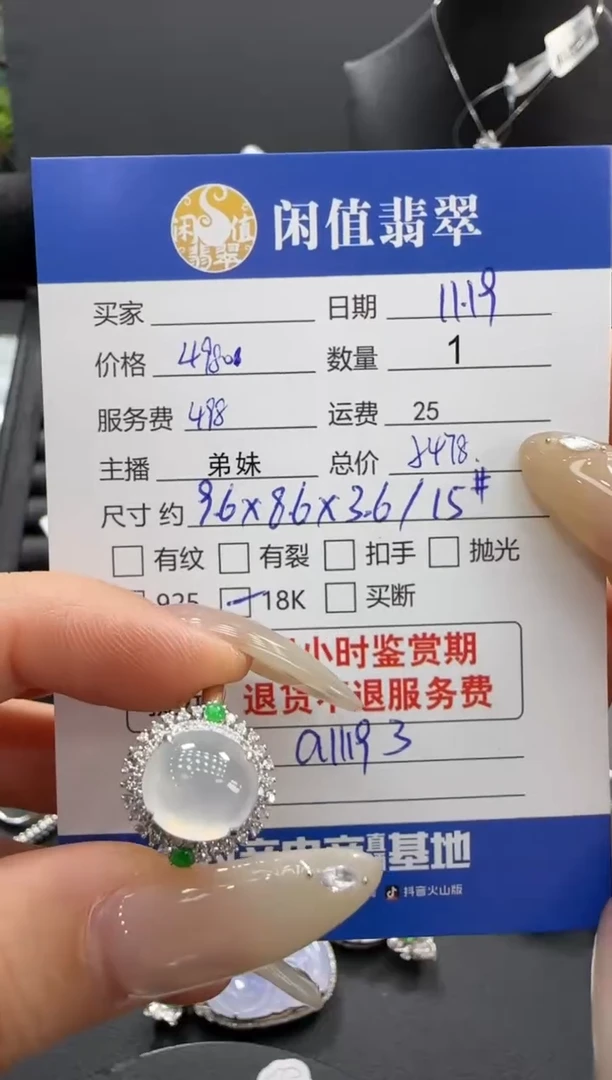 闲值翡翠
闲值
翡翠
买家 日期 11.19
价格 4980 数量 1
服务费 498 运费 25
主播 弟妹 总价 5478.
尺寸 约 9.6x8.6x3.6/15#
有纹 有裂 扣手 抛光
925 18K 买断
小时鉴赏期
退货不退服务费
a11193
基地
抖音火山版